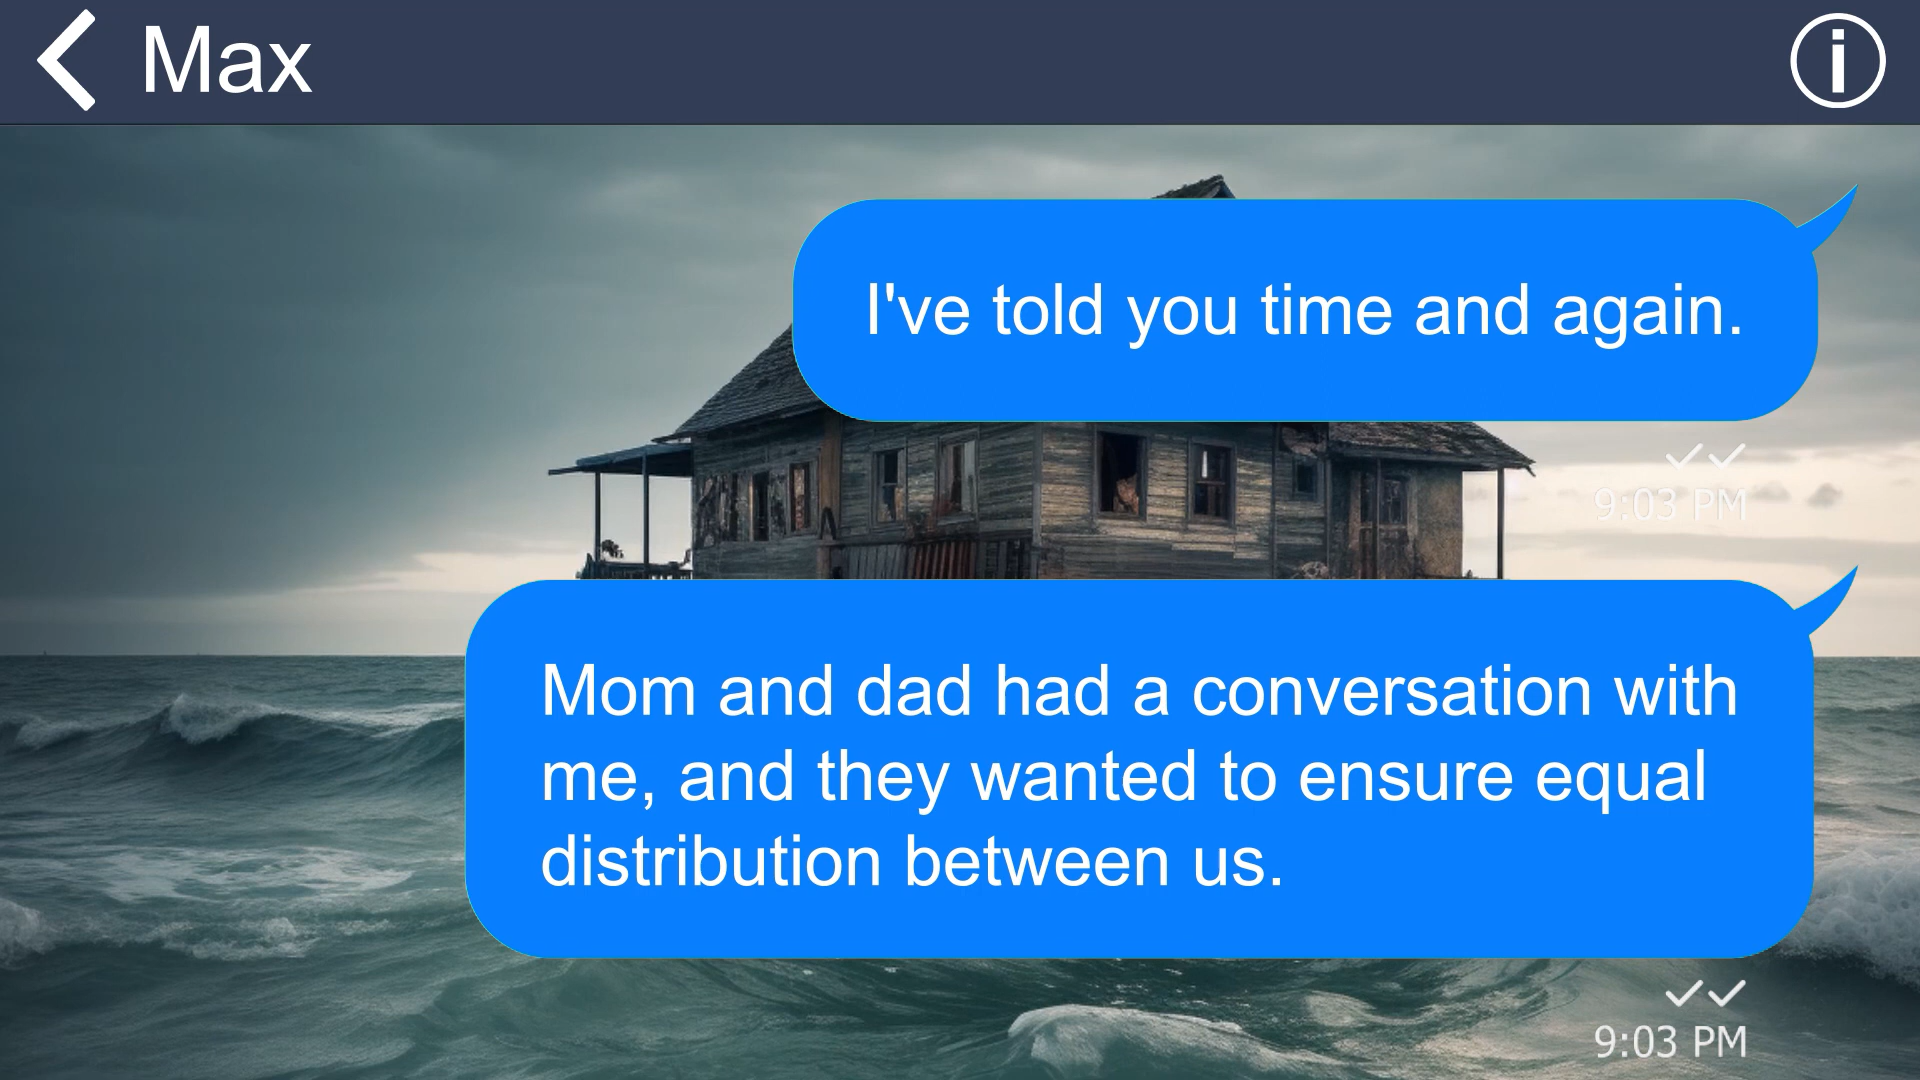 Max
I've told you time and again.
9:03 PM
Mom and dad had a conversation with
me, and they wanted to ensure equal
distribution between us.
9:03 PM